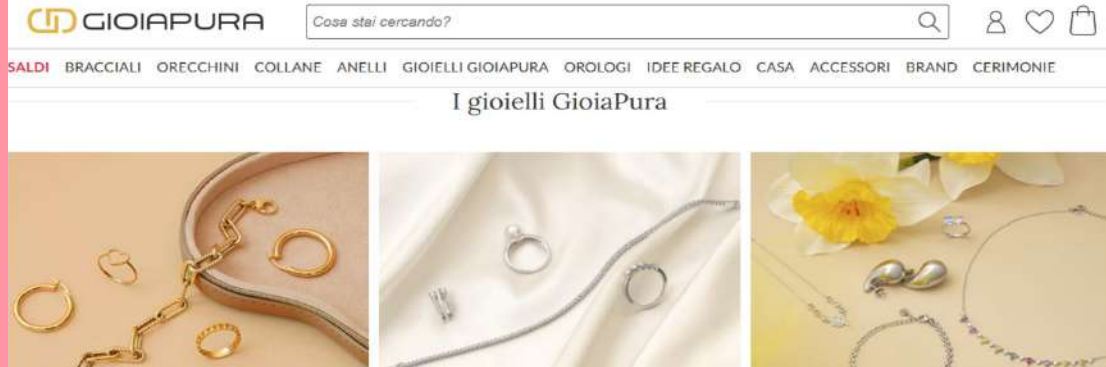 GIOIAPURA
Cosa stai cercando?
SALDI BRACCIALI ORECCHINI COLLANE ANELLI GIOIELLI GIOIAPURA OROLOGI IDEE REGALO CASA ACCESSORI BRAND CERIMONIE
I gioielli GioiaPura